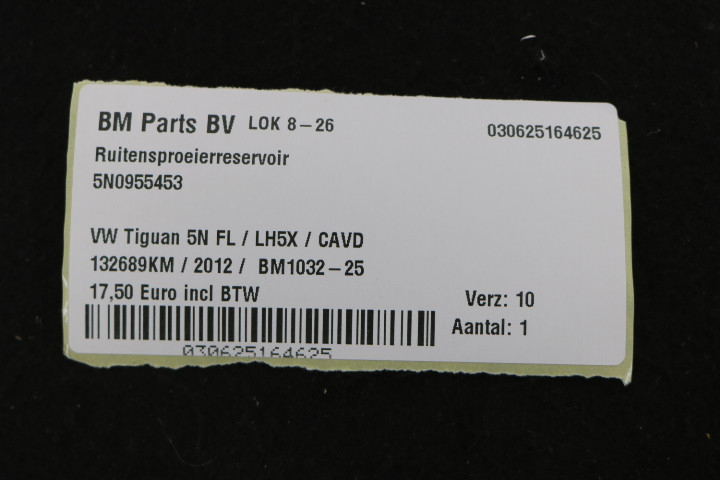 BM Parts BV LOK 8-26 030625164625
Ruitensproeierreservoir
5N0955453
VW Tiguan 5N FL / LH5X / CAVD
132689KM / 2012 / BM1032-25
17,50 Euro incl BTW Verz: 10
Aantal: 1
030625164625